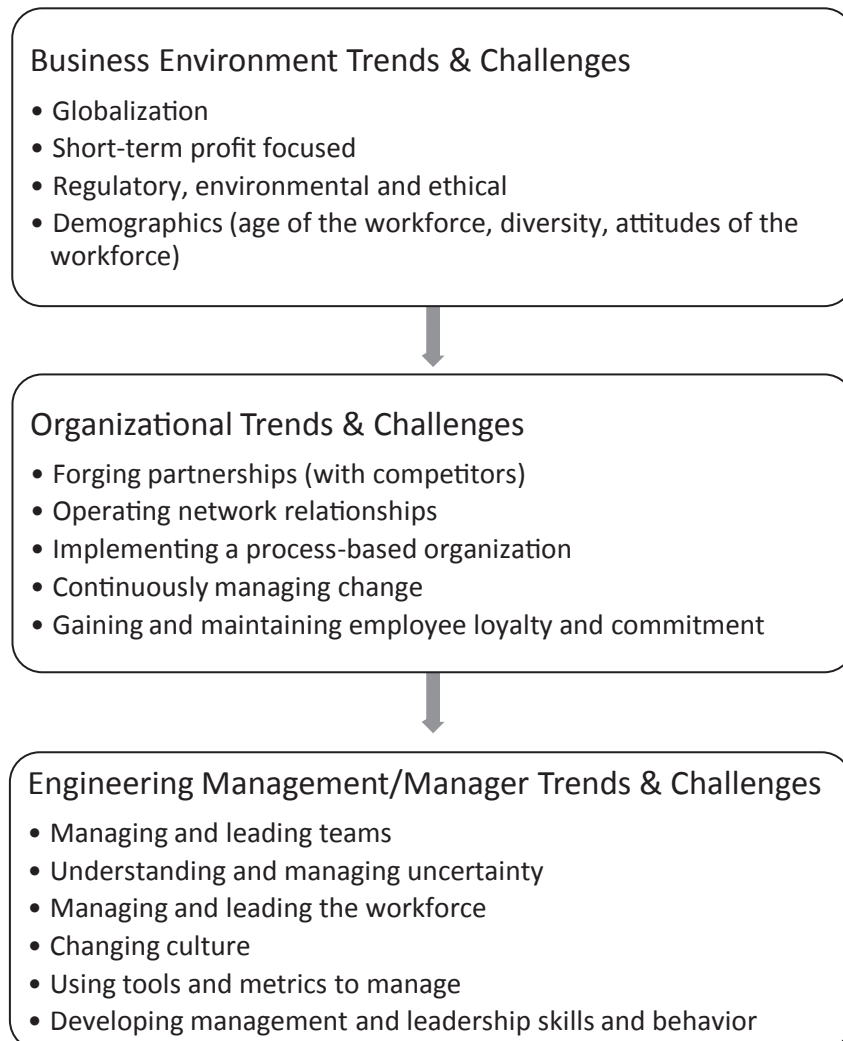 Business Environment Trends & Challenges
• Globalization
• Short-term profit focused
• Regulatory, environmental and ethical
• Demographics (age of the workforce, diversity, attitudes of the
workforce)
Organizational Trends & Challenges
• Forging partnerships (with competitors)
• Operating network relationships
• Implementing a process-based organization
• Continuously managing change
• Gaining and maintaining employee loyalty and commitment
Engineering Management/Manager Trends & Challenges
• Managing and leading teams
• Understanding and managing uncertainty
• Managing and leading the workforce
• Changing culture
• Using tools and metrics to manage
• Developing management and leadership skills and behavior